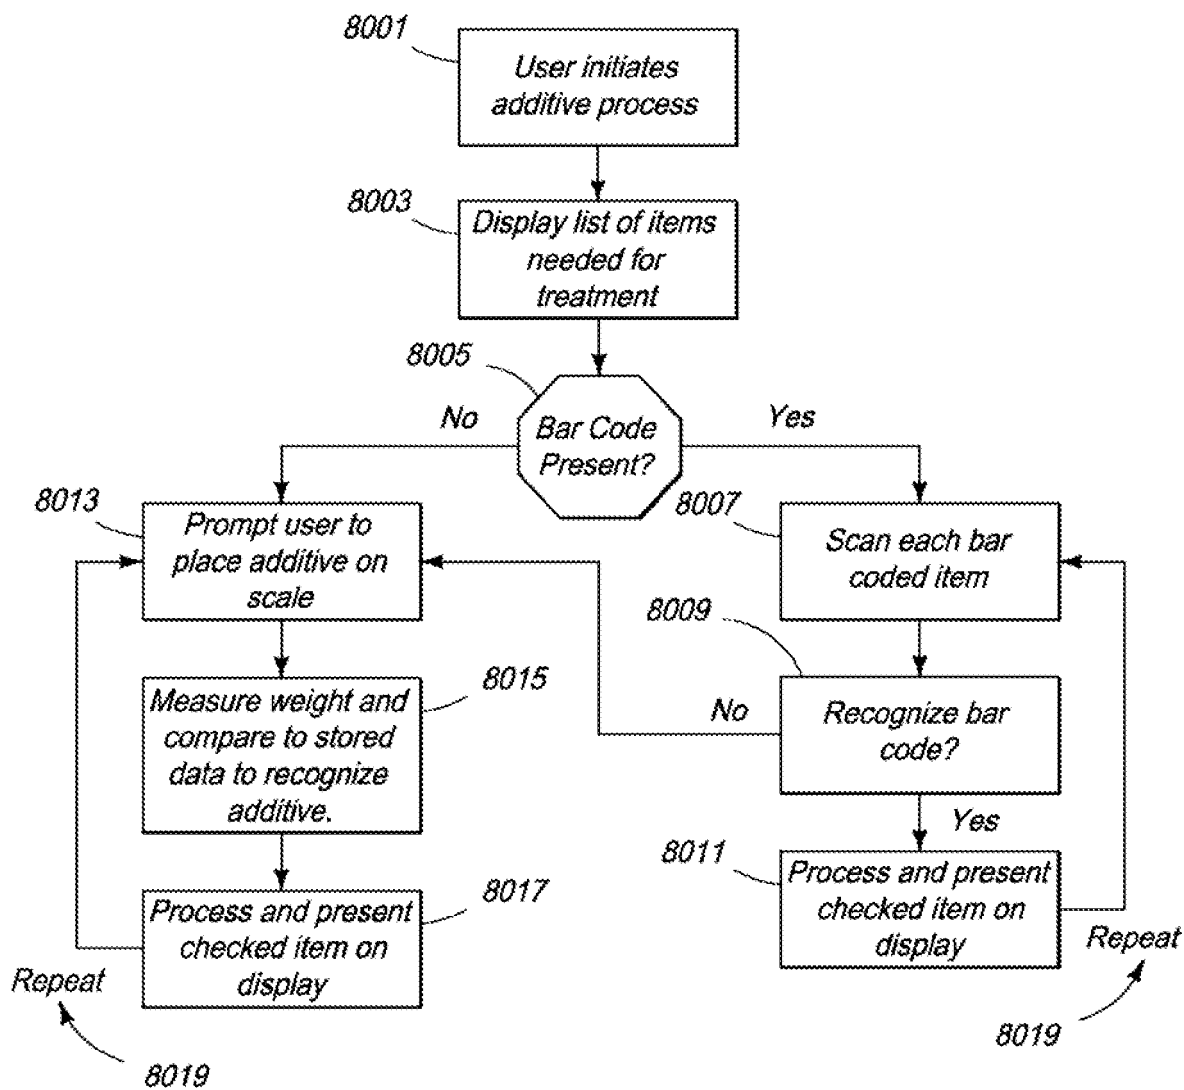 8001
User initiates
additive process
8003
Display list of items
needed for
treatment
8005
No
Bar Code
Present?
Yes
8013
Prompt user to
place additive on
scale
8007
Scan each bar
coded item
8009
8015
Measure weight and
compare to stored
data to recognize
additive.
No
Recognize bar
code?
Yes
8017
Process and present
checked item on
display
8011
Process and present
checked item on
display
Repeat
8019
Repeat
8019